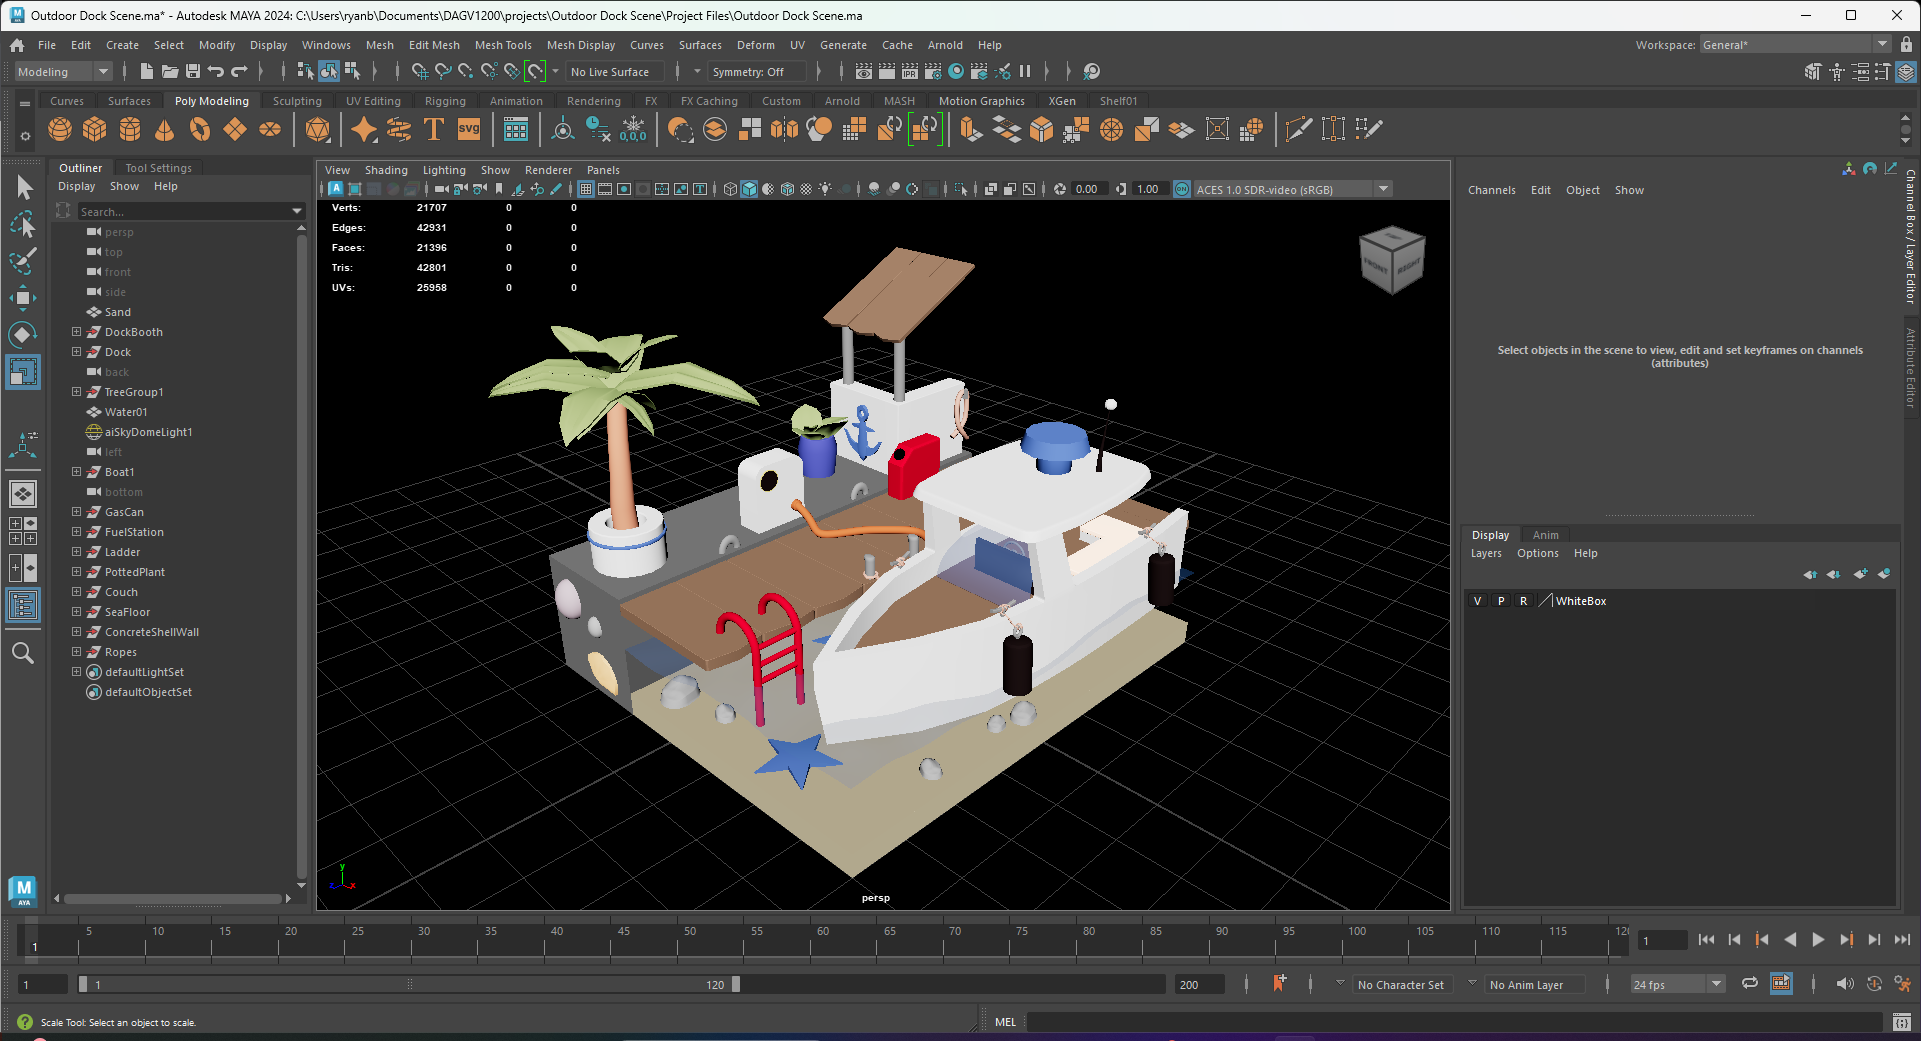 Outdoor Dock Scene.ma* - Autodesk MAYA 2024: C:\Users\ryanb\Documents\DAGV1200\projects\Outdoor Dock Scene\Project Files\Outdoor Dock Scene.ma
File Edit Create Select Modify Display Windows Mesh Edit Mesh Mesh Tools Mesh Display Curves Surfaces Deform UV Generate Cache Arnold Help
Workspace: General*
Modeling
No Live Surface
Symmetry: Off
IPR
Curves Surfaces Poly Modeling Sculpting UV Editing Rigging Animation Rendering FX FX Caching Custom Arnold MASH Motion Graphics XGen Shelf01
T SVG 0,0,0
Outliner Tool Settings
Display Show Help
Search...
persp
top
front
side
Sand
DockBooth
Dock
back
TreeGroup1
Water01
aiSkyDomeLight1
left
Boat1
bottom
GasCan
FuelStation
Ladder
PottedPlant
Couch
SeaFloor
ConcreteShellWall
Ropes
defaultLightSet
defaultObjectSet
M
AYA
View Shading Lighting Show Renderer Panels
0.00 1.00 ACES 1.0 SDR-video (sRGB)
Verts: 21707 0 0
Edges: 42931 0 0
Faces: 21396 0 0
Tris: 42801 0 0
UVs: 25958 0 0
FRONT RIGHT
y
z x
persp
Channels Edit Object Show
Select objects in the scene to view, edit and set keyframes on channels
(attributes)
Channel Box / Layer Editor
Attribute Editor
Display Anim
Layers Options Help
V P R WhiteBox
5 10 15 20 25 30 35 40 45 50 55 60 65 70 75 80 85 90 95 100 105 110 115 120
1
1
1 1 120 200
No Character Set
No Anim Layer
24 fps
Scale Tool: Select an object to scale.
MEL